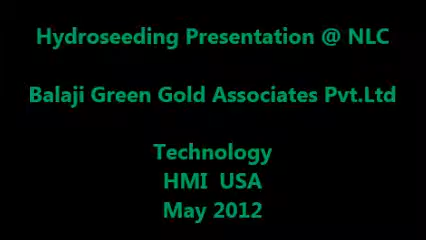 Hydroseeding Presentation @ NLC
Balaji Green Gold Associates Pvt.Ltd
Technology
HMI  USA
May 2012